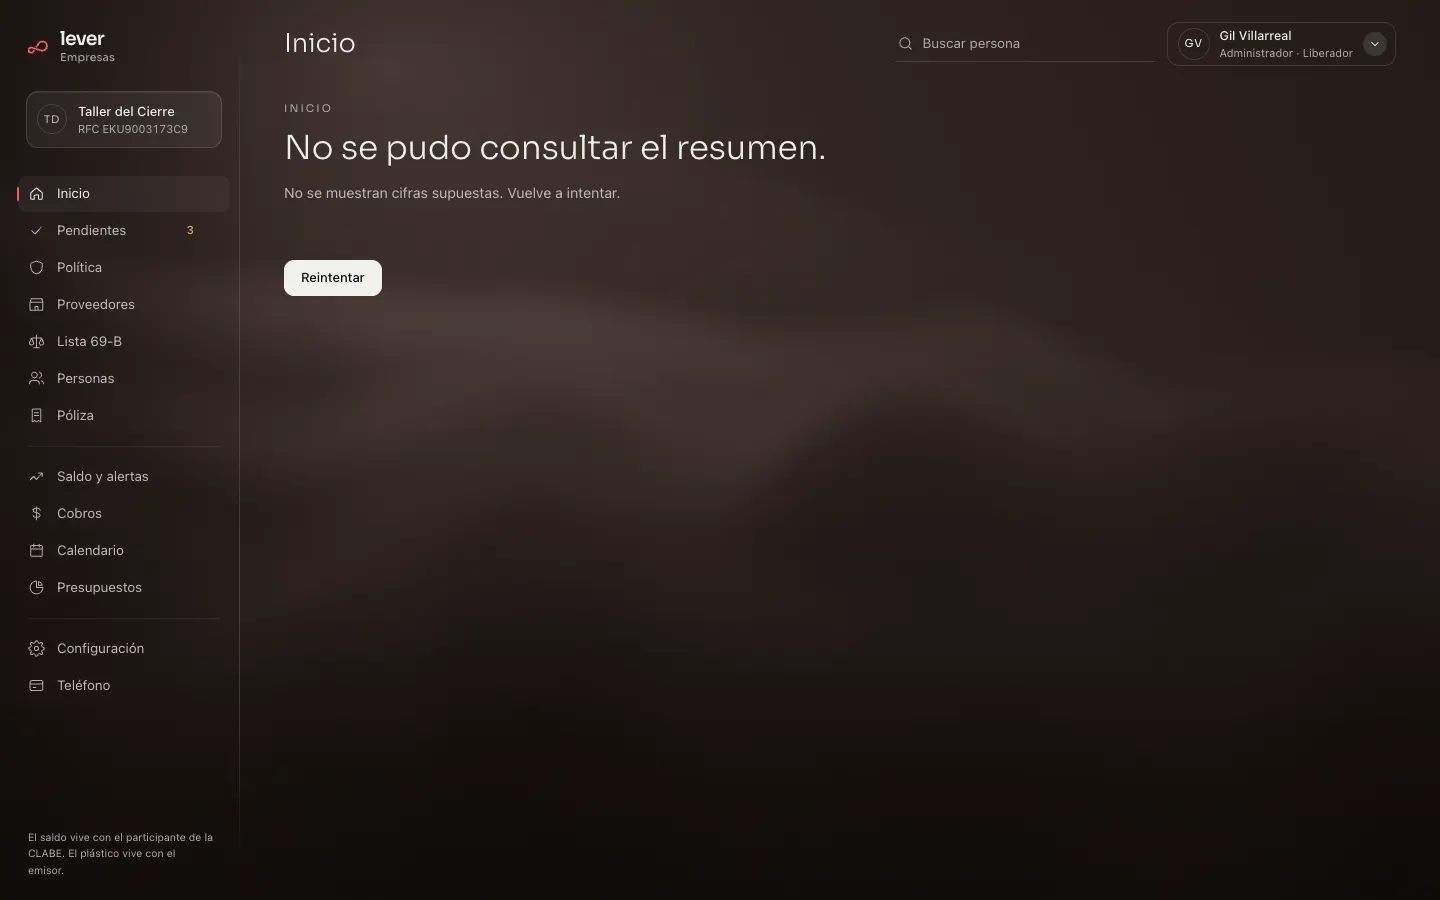 lever
Empresas
TD
Taller del Cierre
RFC EKU9003173C9
Inicio
Pendientes 3
Política
Proveedores
Lista 69-B
Personas
Póliza
Saldo y alertas
Cobros
Calendario
Presupuestos
Configuración
Teléfono
El saldo vive con el participante de la
CLABE. El plástico vive con el
emisor.
Inicio
Buscar persona
GV
Gil Villarreal
Administrador · Liberador
INICIO
No se pudo consultar el resumen.
No se muestran cifras supuestas. Vuelve a intentar.
Reintentar